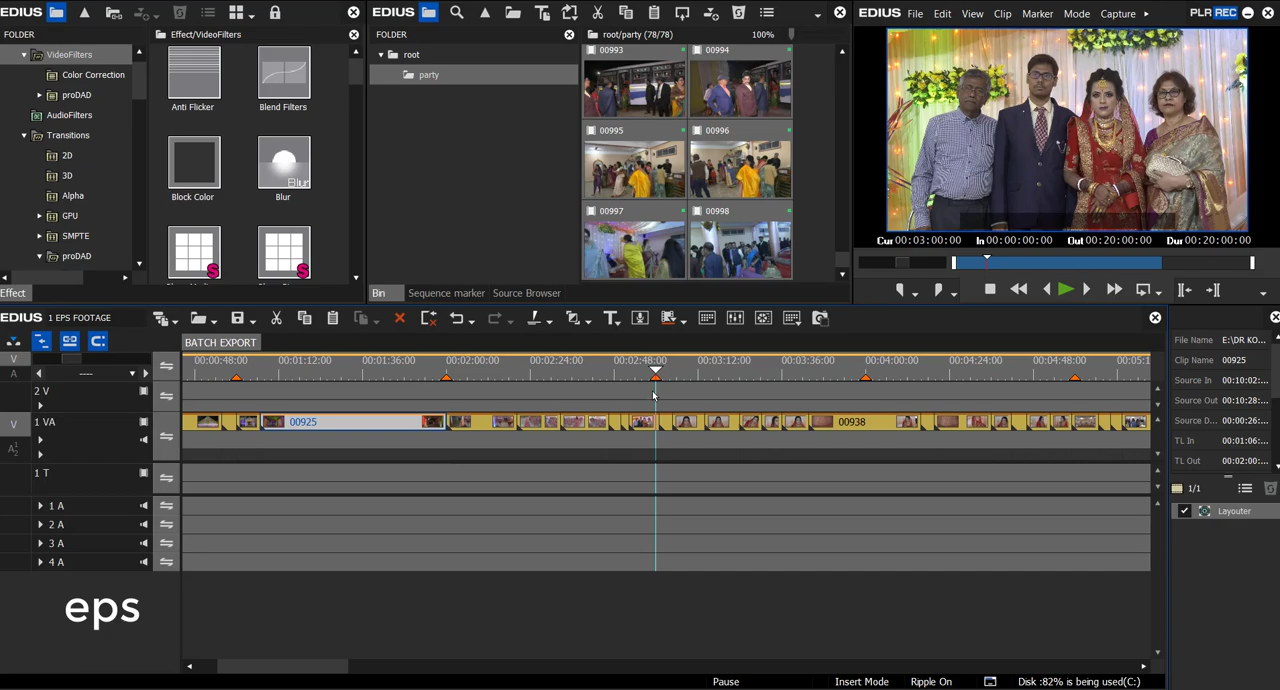 FOLDER
VideoFilters
Color Correction
proDAD
AudioFilters
Transitions
2D
3D
Alpha
GPU
SMPTE
proDAD
Effect
Effect/VideoFilters
Anti Flicker
Blend Filters
Block Color
Blur
Blur
S
S
EDIUS
FOLDER
root
party
root/party (78/78)
100%
00993
00994
00995
00996
00997
00998
Bin
Sequence marker
Source Browser
EDIUS
File
Edit
View
Clip
Marker
Mode
Capture
PLR REC
Cur 00:03:00:00 In 00:00:00:00 Out 00:20:00:00 Dur 00:20:00:00
EDIUS
1 EPS FOOTAGE
BATCH EXPORT
00:00:48:00 00:01:12:00 00:01:36:00 00:02:00:00 00:02:24:00 00:02:48:00 00:03:12:00 00:03:36:00 00:04:00:00 00:04:24:00 00:04:48:00 00:05:1
V
A
----
2 V
V
1 VA
00925
00938
A
1 T
1 A
2 A
3 A
4 A
eps
File Name E:\DR KO...
Clip Name 00925
Source In 00:10:02:...
Source Out 00:10:28:...
Source D... 00:00:26:...
TL In 00:01:06:...
TL Out 00:02:00:...
1/1
Layouter
Pause
Insert Mode
Ripple On
Disk :82% is being used(C:)